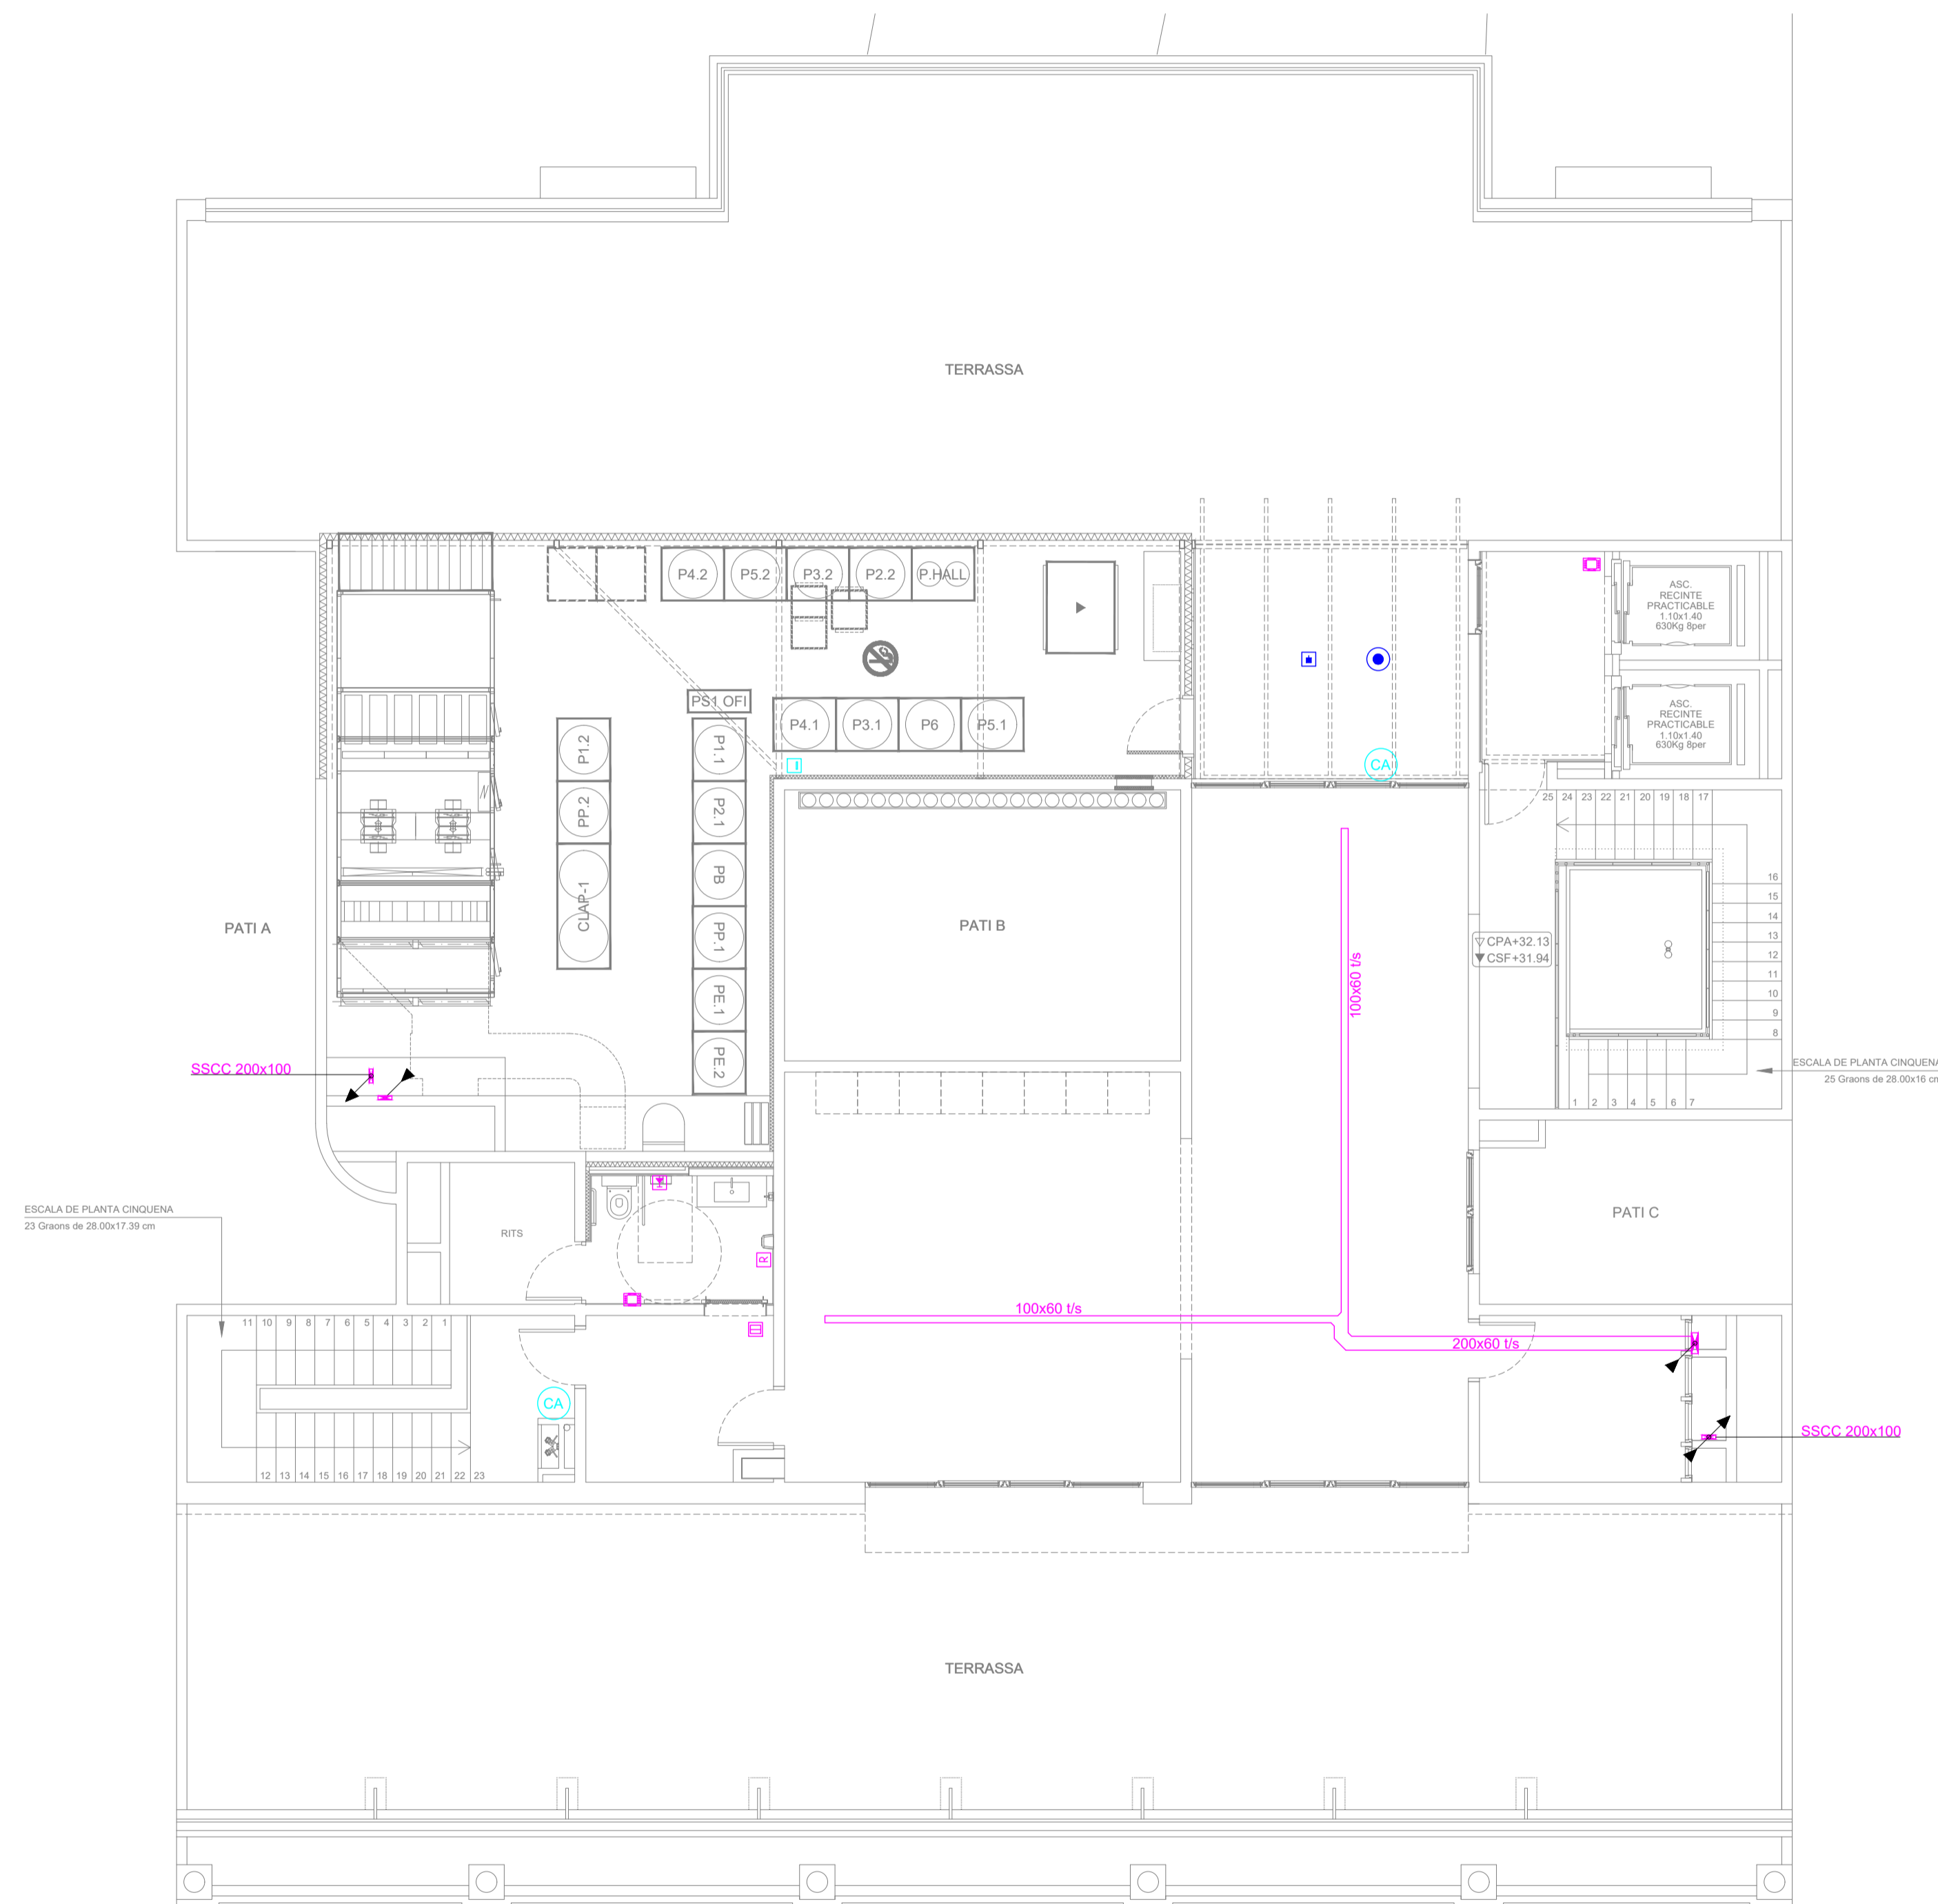 TERRASSA
P4.2
P5.2
P3.2
P2.2
P.HALL
ASC.
RECINTE
PRACTICABLE
1.10x1.40
630Kg 8per
PS1 OFI
P4.1
P3.1
P6
P5.1
ASC.
RECINTE
PRACTICABLE
1.10x1.40
630Kg 8per
P1.2
P1.1
CA
PP.2
P2.1
25 24 23 22 21 20 19 18 17
CLAP-1
PB
16
15
14
13
12
11
10
9
8
PATI A
PATI B
PP.1
CPA+32.13
CSF+31.94
100x60 t/s
PE.1
PE.2
SSCC 200x100
ESCALA DE PLANTA CINQUENA
25 Graons de 28.00x16 cm
1 2 3 4 5 6 7
ESCALA DE PLANTA CINQUENA
23 Graons de 28.00x17.39 cm
RITS
R
PATI C
100x60 t/s
11 10 9 8 7 6 5 4 3 2 1
200x60 t/s
CA
SSCC 200x100
12 13 14 15 16 17 18 19 20 21 22 23
TERRASSA